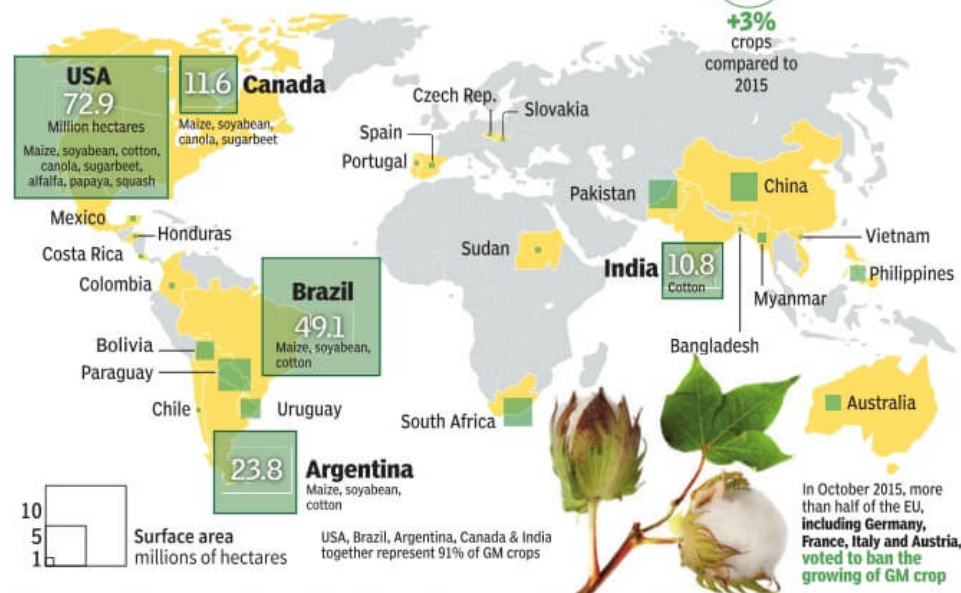 +3%
crops
compared to
2015
USA
72.9
Million hectares
Maize, soyabean, cotton,
canola, sugarbeet,
alfalfa, papaya, squash
11.6 Canada
Maize, soyabean,
canola, sugarbeet
Czech Rep.
Slovakia
Spain
Portugal
Pakistan
China
Mexico
Honduras
Costa Rica
Colombia
Sudan
India 10.8
Cotton
Vietnam
Philippines
Myanmar
Bangladesh
Brazil
49.1
Maize, soyabean,
cotton
Bolivia
Paraguay
Chile
Uruguay
South Africa
Australia
23.8 Argentina
Maize, soyabean,
cotton
10
5
1
Surface area
millions of hectares
USA, Brazil, Argentina, Canada & India
together represent 91% of GM crops
In October 2015, more
than half of the EU,
including Germany,
France, Italy and Austria,
voted to ban the
growing of GM crop